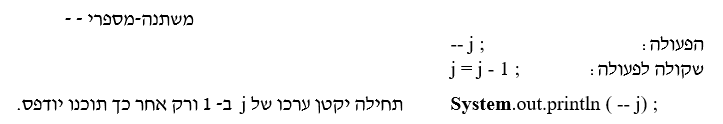 משתנה-מספרי - -
הפעולה: -- j ;
שקולה לפעולה: j = j - 1 ;
System.out.println ( -- j) ; תחילה יקטן ערכו של j ב- 1 ורק אחר כך תוכנו יודפס.